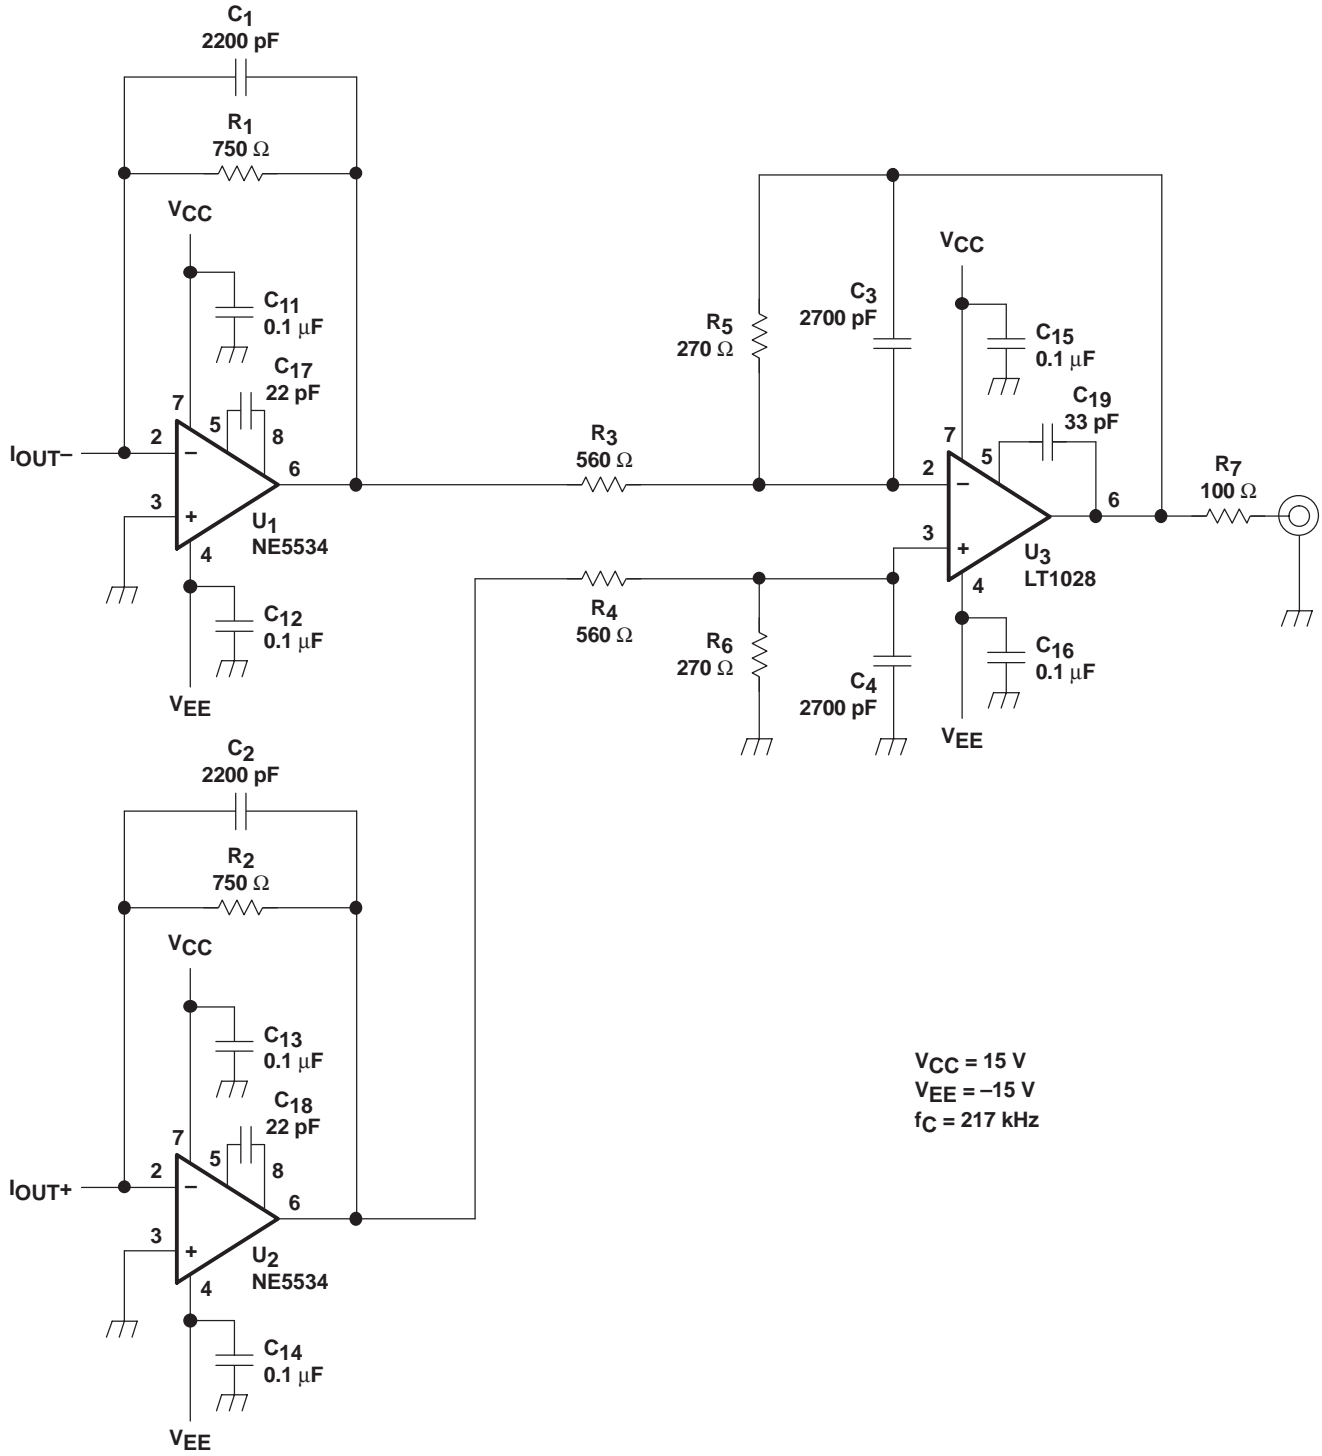 C1
2200 pF
R1
750 Ω
VCC
C11
0.1 μF
C17
22 pF
7
5
8
2
–
IOUT–
6
3
+
U1
NE5534
4
C12
0.1 μF
VEE
R3
560 Ω
R5
270 Ω
C3
2700 pF
VCC
C15
0.1 μF
C19
33 pF
7
5
2
–
6
R7
100 Ω
3
+
U3
LT1028
4
R4
560 Ω
R6
270 Ω
C4
2700 pF
C16
0.1 μF
VEE
C2
2200 pF
R2
750 Ω
VCC
C13
0.1 μF
C18
22 pF
7
5
8
2
–
IOUT+
6
3
+
U2
NE5534
4
C14
0.1 μF
VEE
VCC = 15 V
VEE = –15 V
fC = 217 kHz